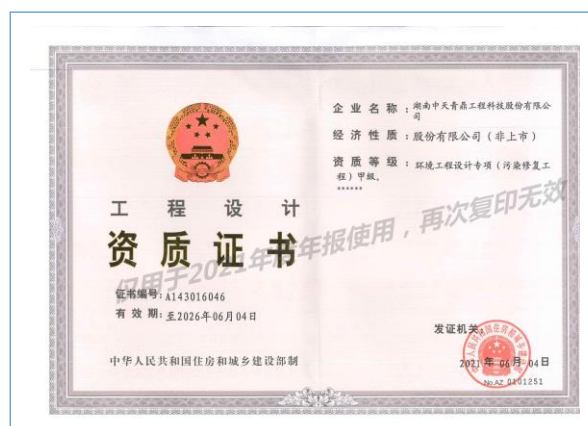 工程设计
资质证书
证书编号：A143016046
有效期：至2026年06月04日
中华人民共和国住房和城乡建设部制
企业名称：湖南中天青鼎工程科技股份有限公
司
经济性质：股份有限公司（非上市）
资质等级：环境工程设计专项（污染修复工
程）甲级。
******
仅用于2021年年报使用，再次复印无效
发证机关：
2021年06月04日
No.AZ 0101251